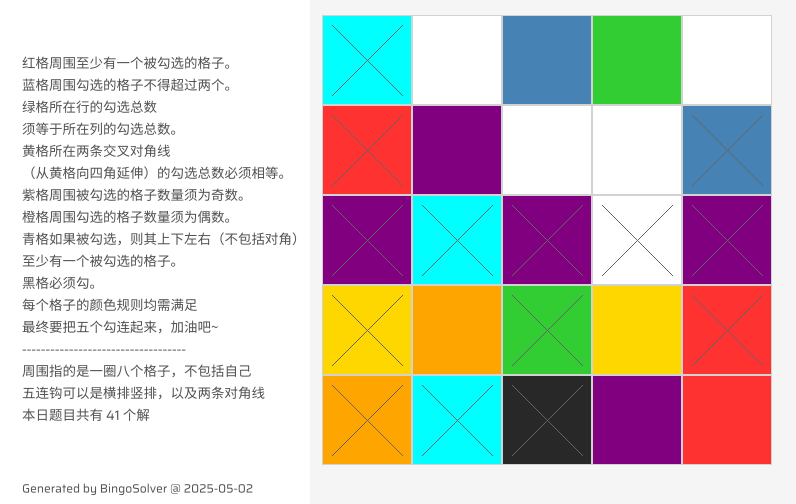 红格周围至少有一个被勾选的格子。
蓝格周围勾选的格子不得超过两个。
绿格所在行的勾选总数
须等于所在列的勾选总数。
黄格所在两条交叉对角线
（从黄格向四角延伸）的勾选总数必须相等。
紫格周围被勾选的格子数量须为奇数。
橙格周围勾选的格子数量须为偶数。
青格如果被勾选，则其上下左右（不包括对角）
至少有一个被勾选的格子。
黑格必须勾。
每个格子的颜色规则均需满足
最终要把五个勾连起来，加油吧~
-----------------------------------
周围指的是一圈八个格子，不包括自己
五连钩可以是横排竖排，以及两条对角线
本日题目共有 41 个解
Generated by BingoSolver @ 2025-05-02